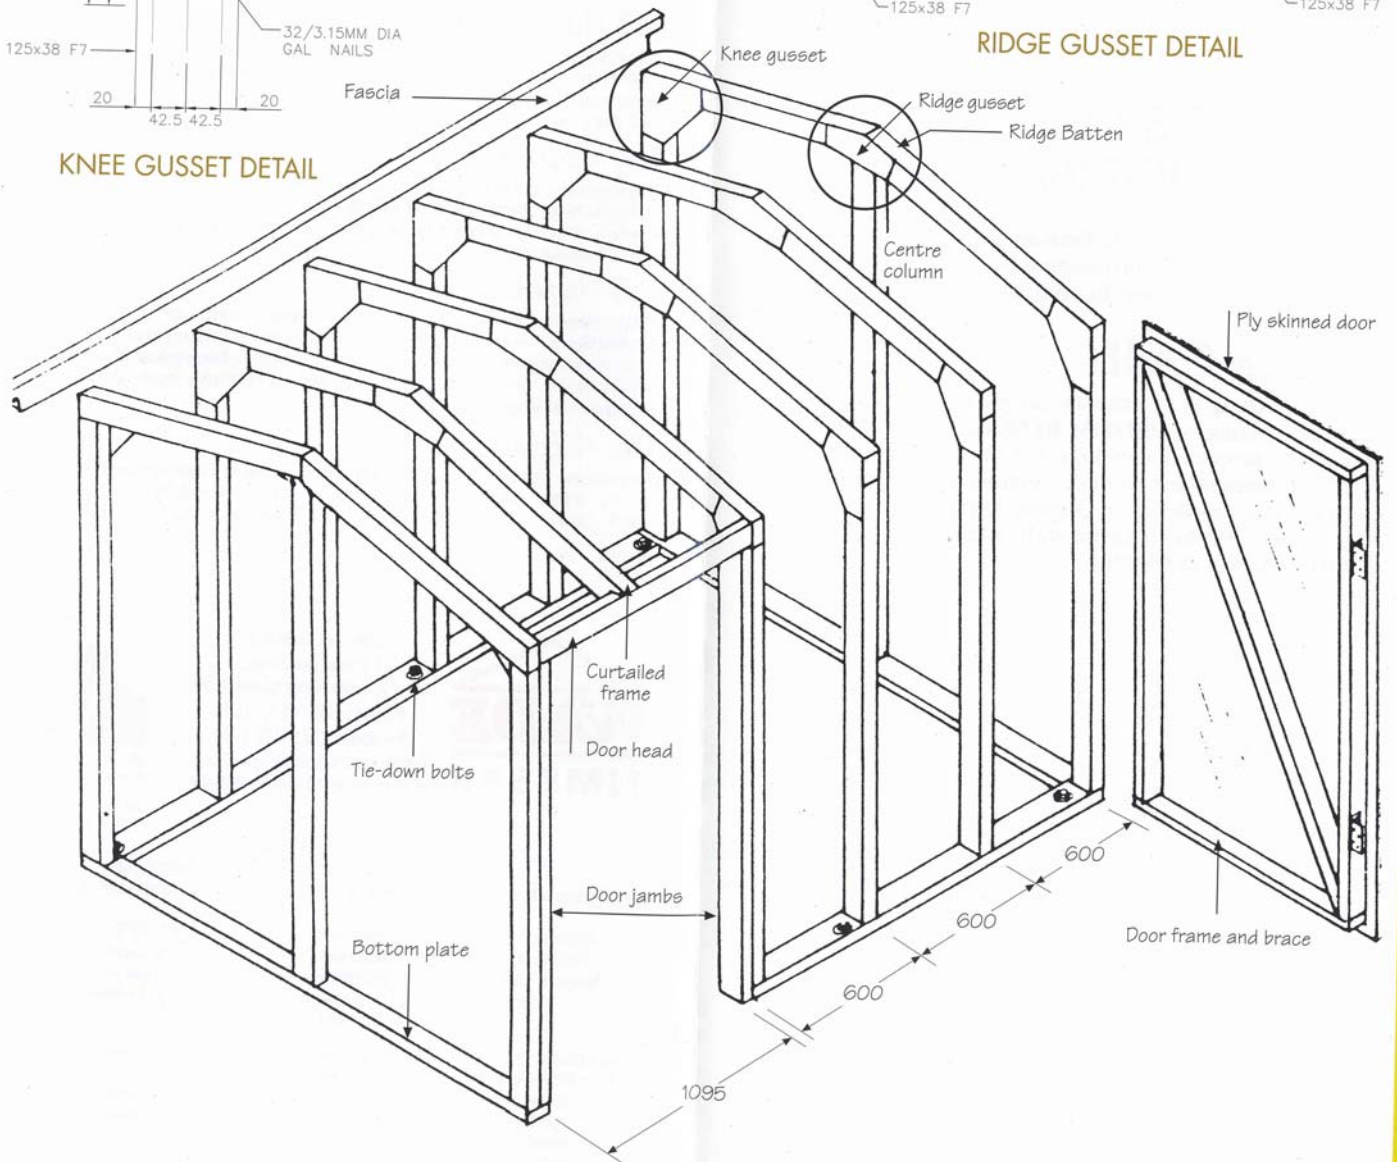 125x38 F7
125x38 F7
RIDGE GUSSET DETAIL
32/3.15MM DIA
GAL NAILS
125x38 F7
20
20
42.5
42.5
KNEE GUSSET DETAIL
Fascia
Knee gusset
Ridge gusset
Ridge Batten
Centre
column
Ply skinned door
Curtailed
frame
Door head
Tie-down bolts
Door jambs
Bottom plate
600
600
600
1095
Door frame and brace